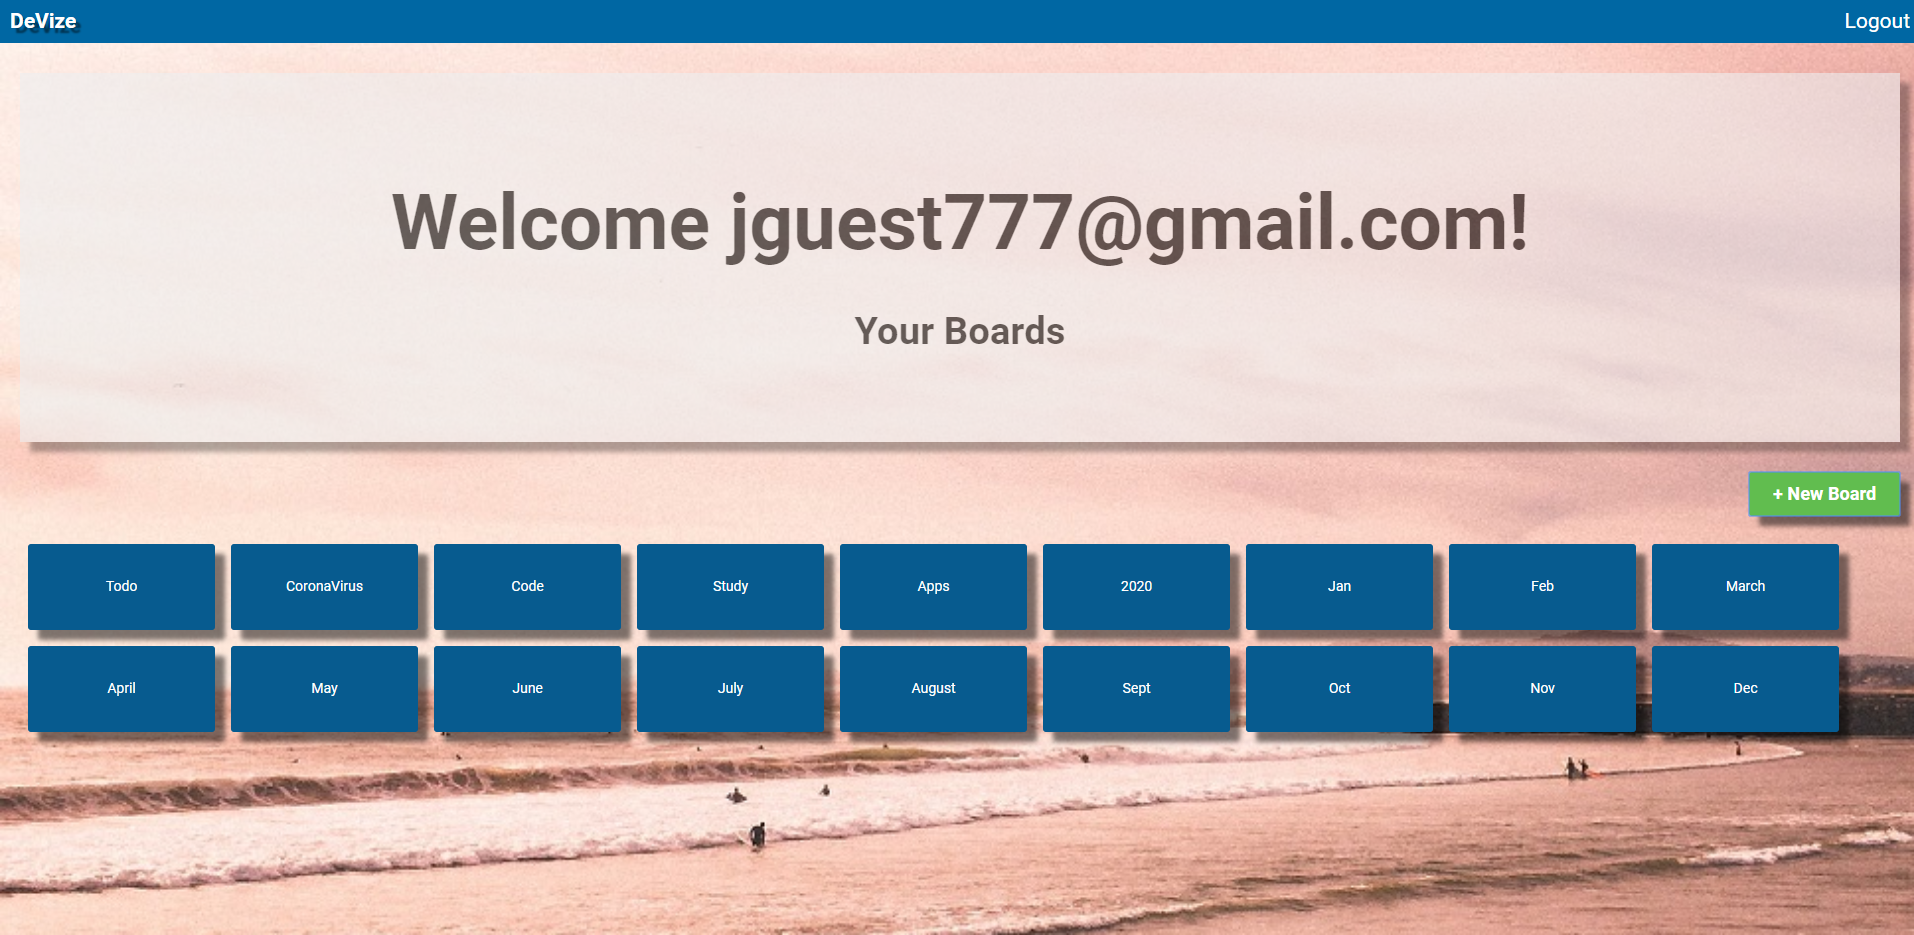 DeVize
Logout
Welcome jguest777@gmail.com!
Your Boards
+ New Board
Todo
CoronaVirus
Code
Study
Apps
2020
Jan
Feb
March
April
May
June
July
August
Sept
Oct
Nov
Dec